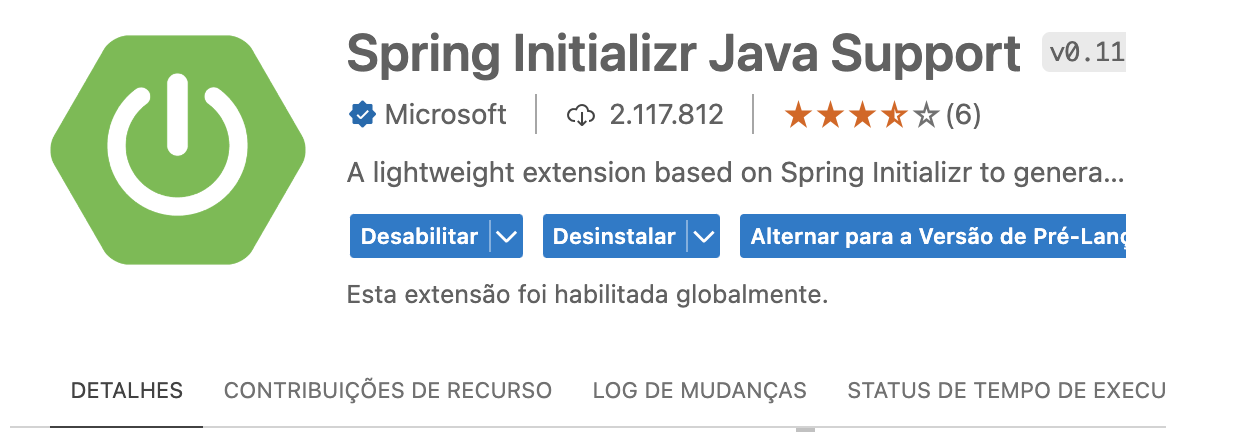 Spring Initializr Java Support v0.11
Microsoft 2.117.812 (6)
A lightweight extension based on Spring Initializr to genera...
Desabilitar Desinstalar Alternar para a Versão de Pré-Lanç
Esta extensão foi habilitada globalmente.
DETALHES CONTRIBUIÇÕES DE RECURSO LOG DE MUDANÇAS STATUS DE TEMPO DE EXECU